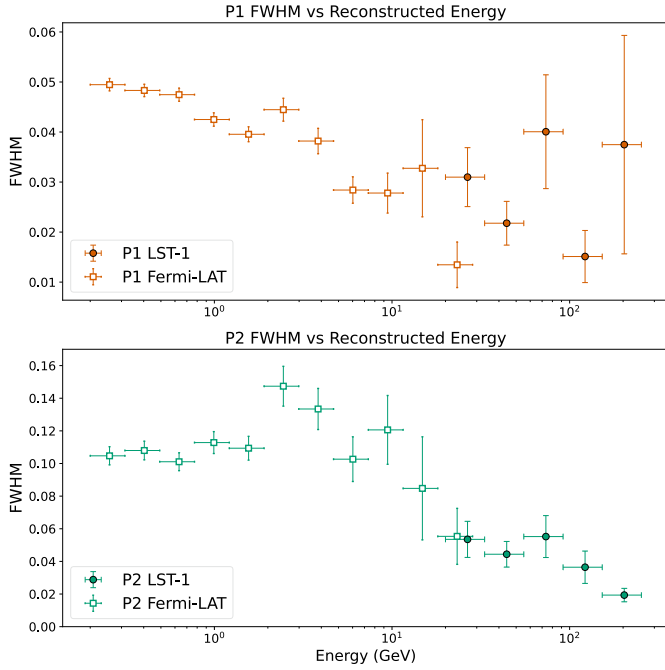 P1 FWHM vs Reconstructed Energy
0.06
0.05
0.04
0.03
0.02
0.01
FWHM
P1 LST-1
P1 Fermi-LAT
10⁰
10¹
10²
P2 FWHM vs Reconstructed Energy
0.16
0.14
0.12
0.10
0.08
0.06
0.04
0.02
0.00
FWHM
P2 LST-1
P2 Fermi-LAT
10⁰
10¹
10²
Energy (GeV)